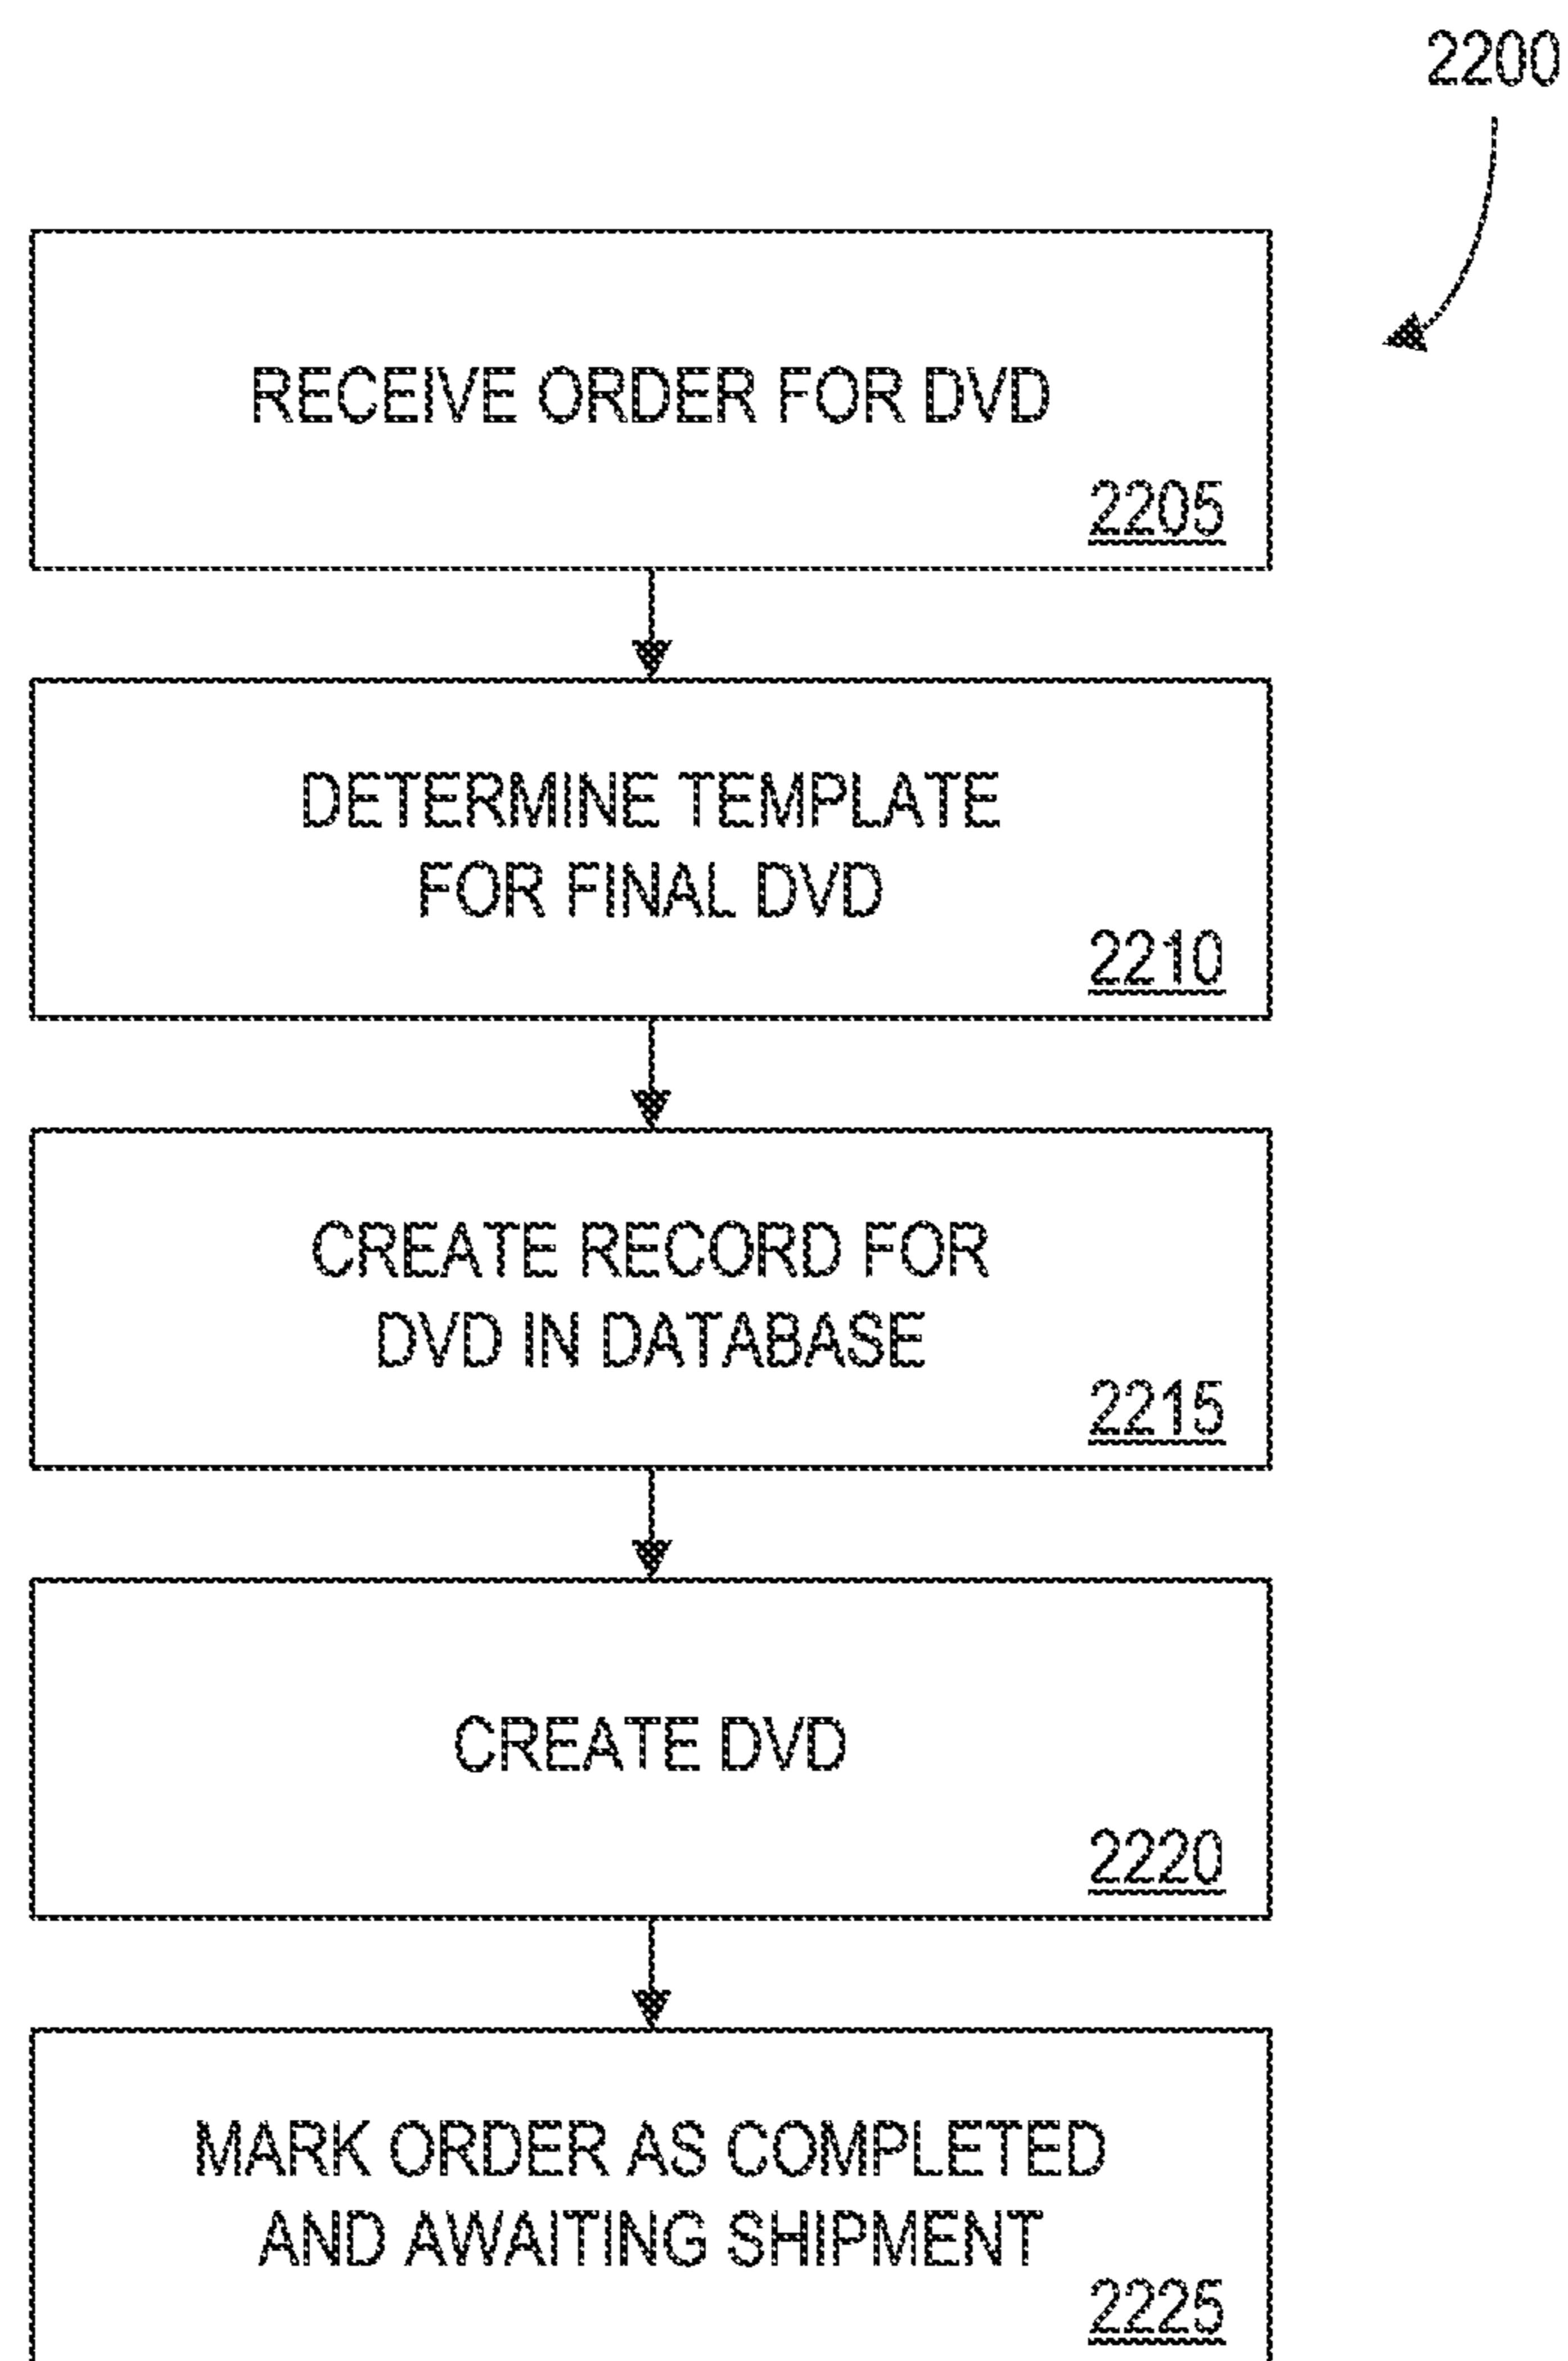 2200
RECEIVE ORDER FOR DVD
2205
DETERMINE TEMPLATE
FOR FINAL DVD
2210
CREATE RECORD FOR
DVD IN DATABASE
2215
CREATE DVD
2220
MARK ORDER AS COMPLETED
AND AWAITING SHIPMENT
2225